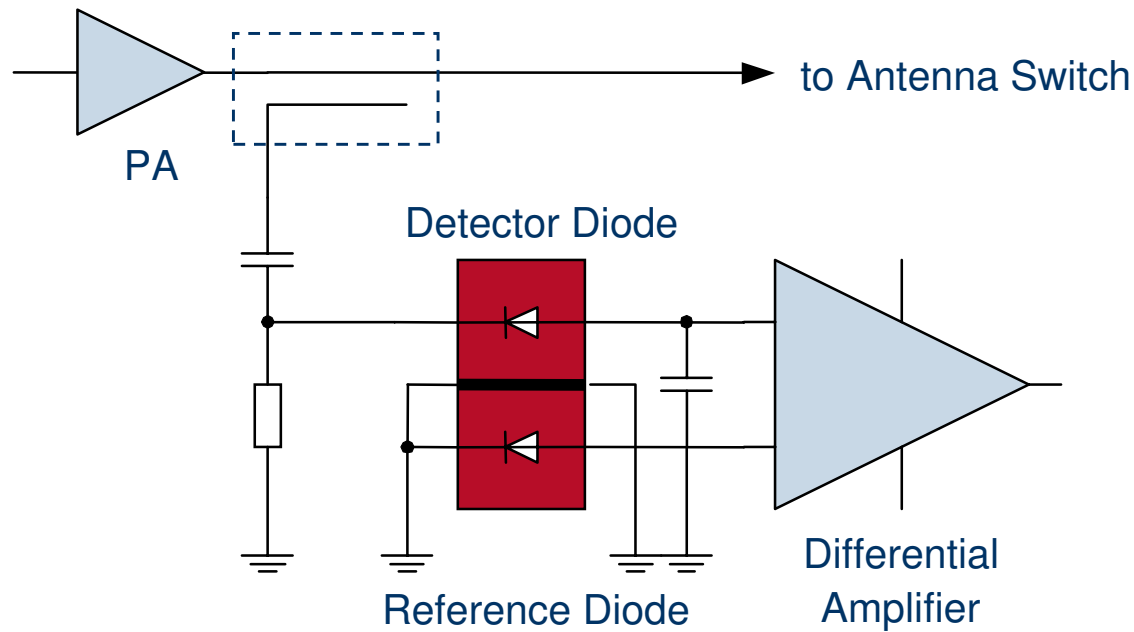 to Antenna Switch
PA
Detector Diode
Differential
Amplifier
Reference Diode